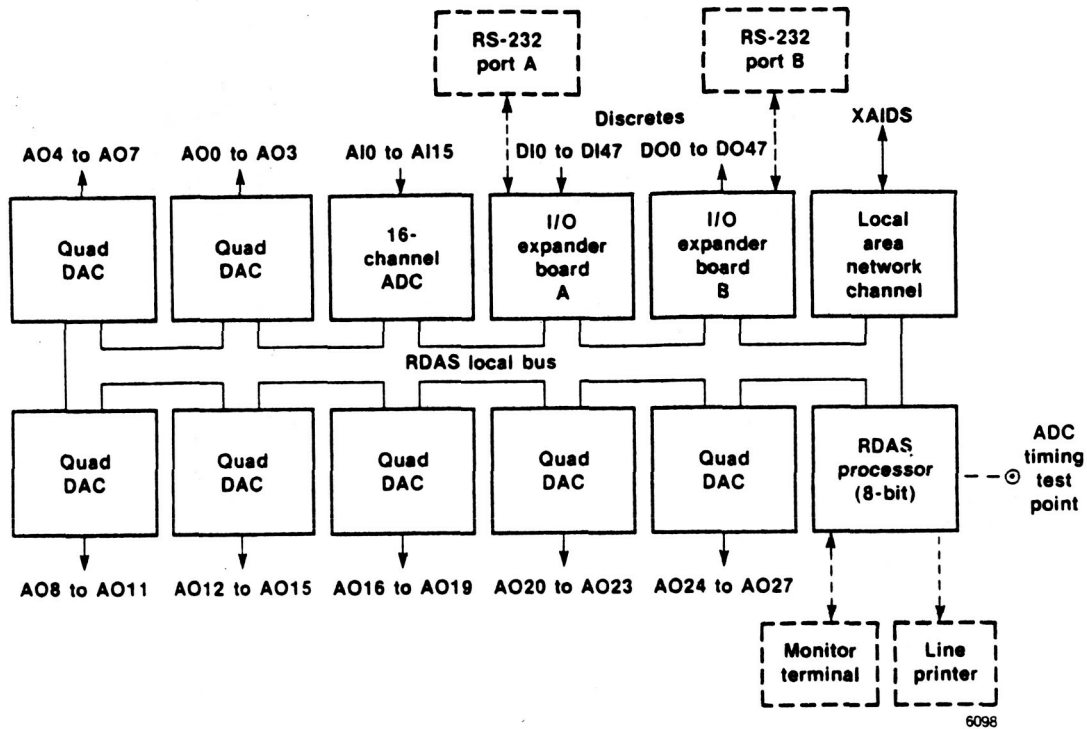 RS-232
port A
RS-232
port B
Discretes
XAIDS
AO4 to AO7
AO0 to AO3
AI0 to AI15
DI0 to DI47
DO0 to DO47
Quad
DAC
Quad
DAC
16-
channel
ADC
I/O
expander
board
A
I/O
expander
board
B
Local
area
network
channel
RDAS local bus
Quad
DAC
Quad
DAC
Quad
DAC
Quad
DAC
Quad
DAC
RDAS
processor
(8-bit)
ADC
timing
test
point
AO8 to AO11
AO12 to AO15
AO16 to AO19
AO20 to AO23
AO24 to AO27
Monitor
terminal
Line
printer
6098